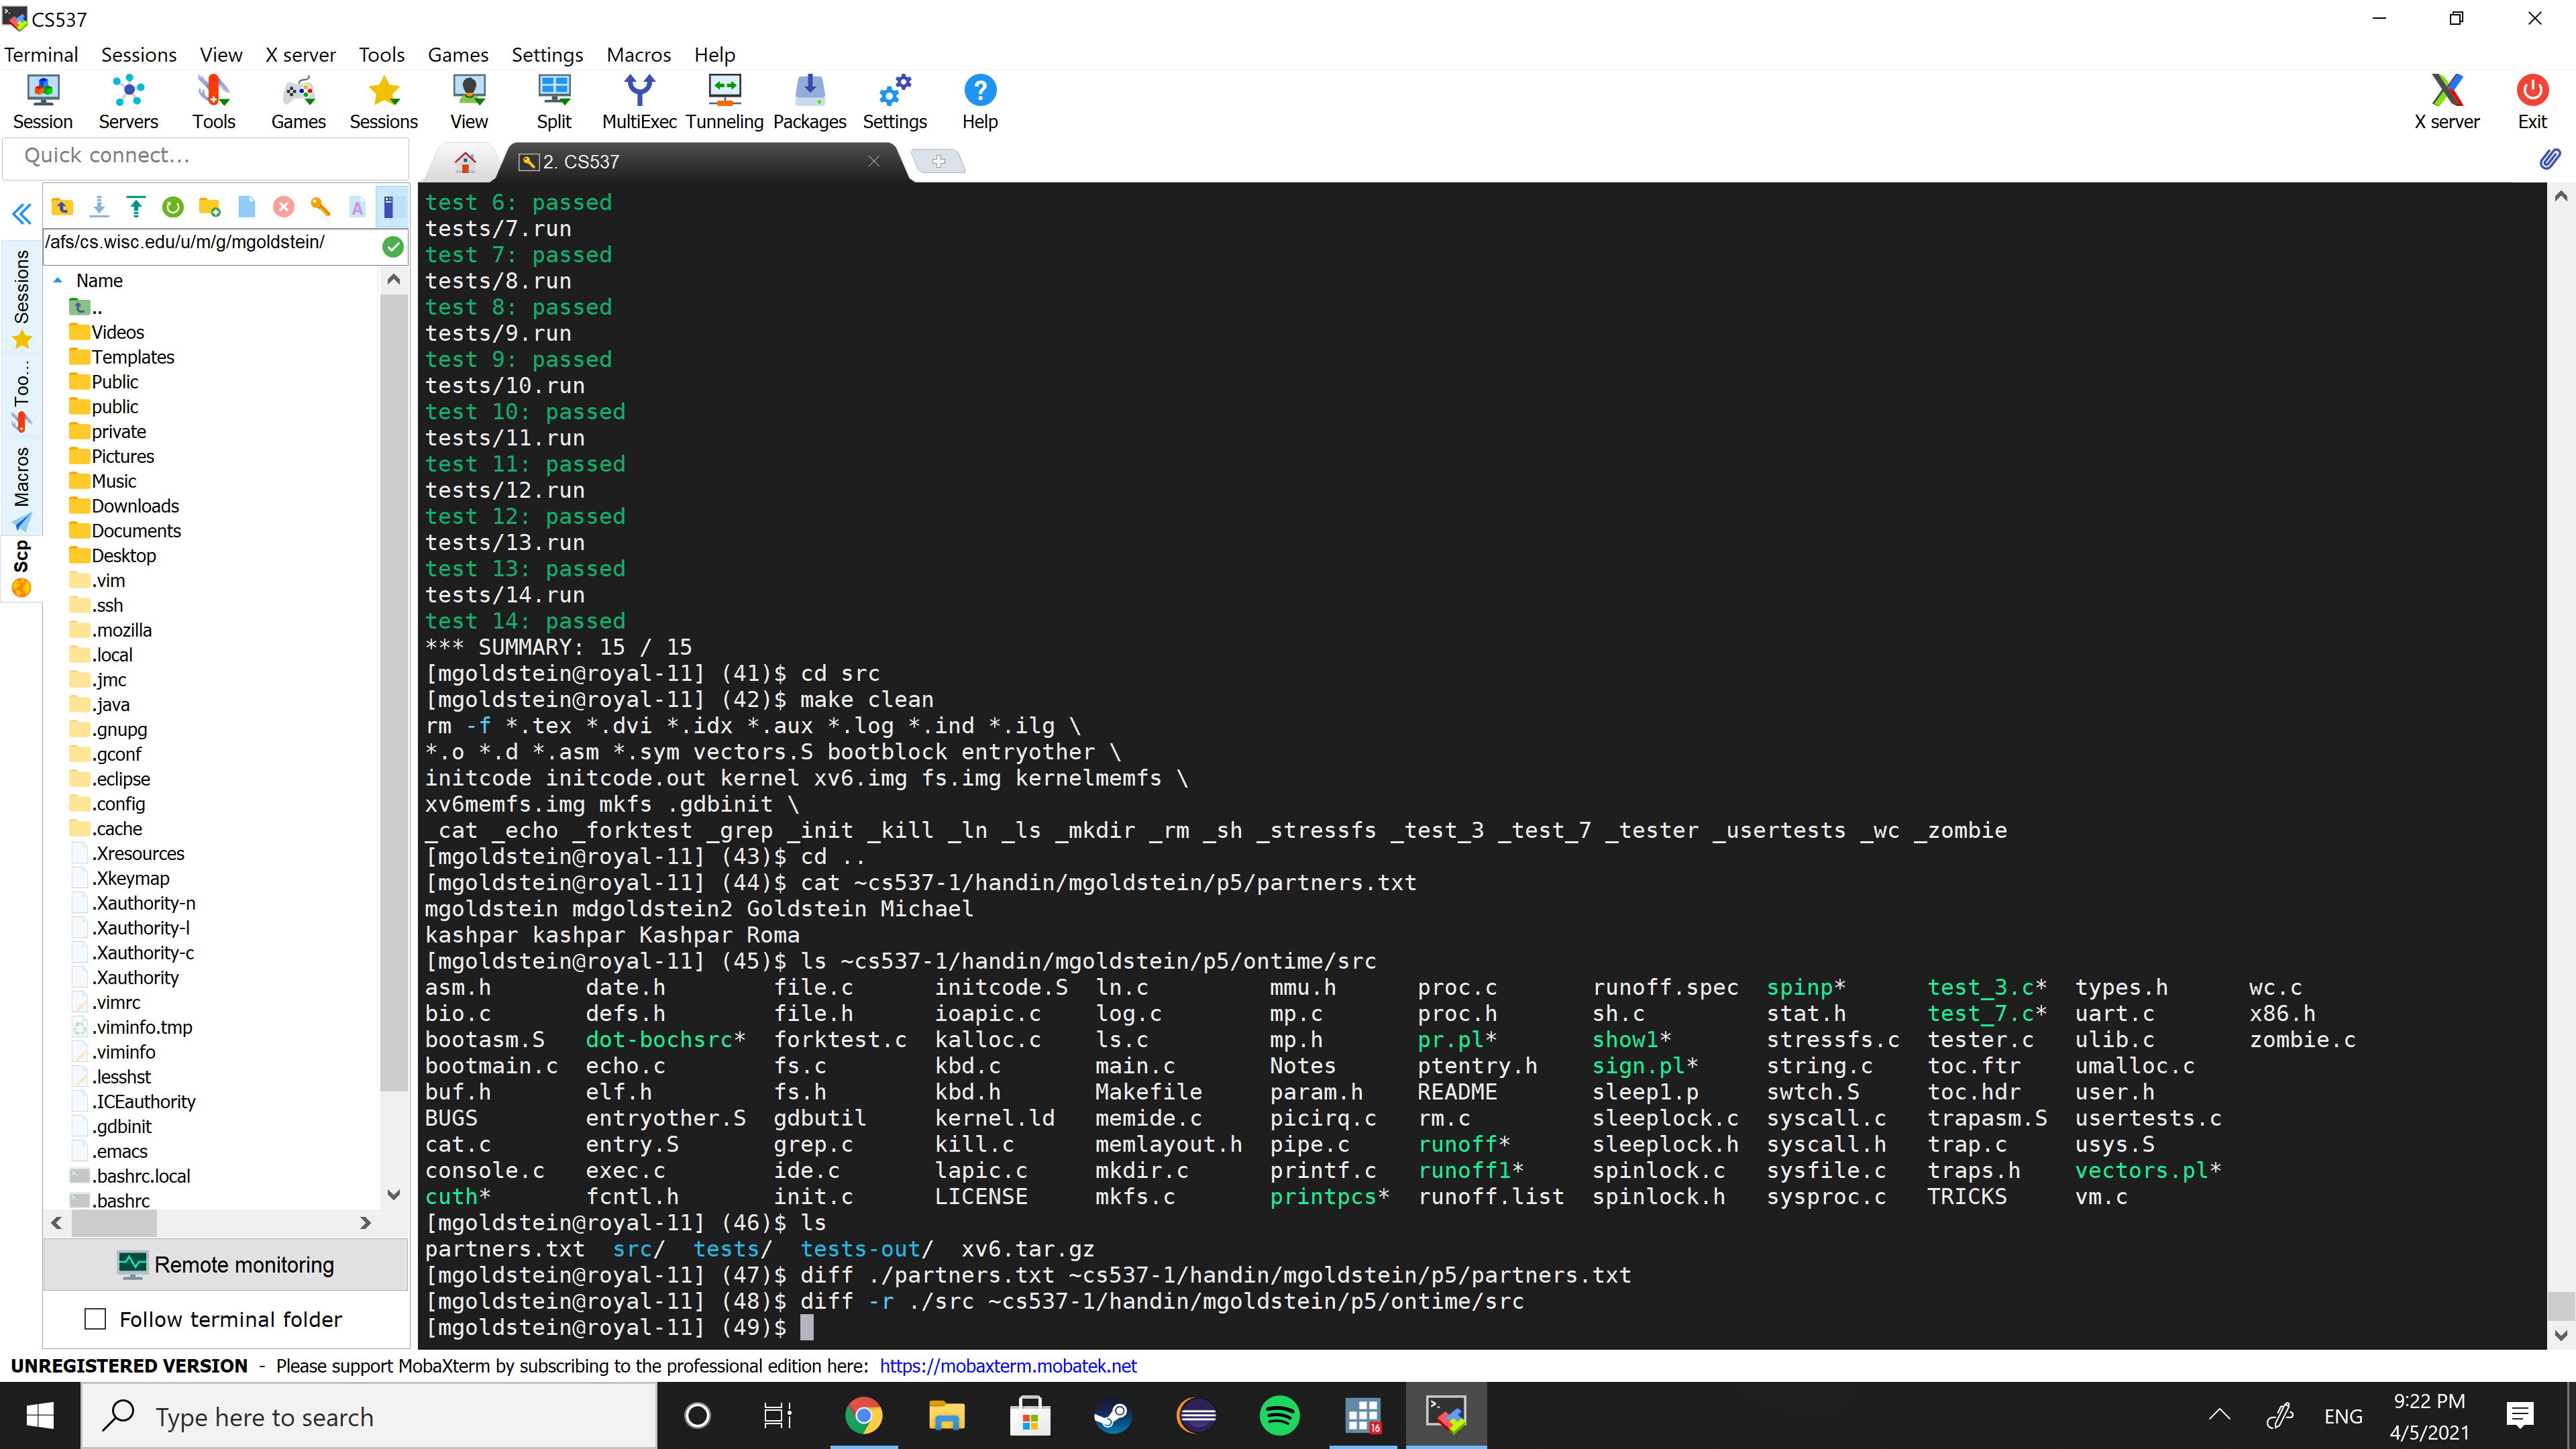 CS537
Terminal Sessions View X server Tools Games Settings Macros Help
Session Servers Tools Games Sessions View Split MultiExec Tunneling Packages Settings Help X server Exit
Quick connect...
2. CS537
/afs/cs.wisc.edu/u/m/g/mgoldstein/
Sessions
Too...
Macros
Scp
Name
..
Videos
Templates
Public
public
private
Pictures
Music
Downloads
Documents
Desktop
.vim
.ssh
.mozilla
.local
.jmc
.java
.gnupg
.gconf
.eclipse
.config
.cache
.Xresources
.Xkeymap
.Xauthority-n
.Xauthority-l
.Xauthority-c
.Xauthority
.vimrc
.viminfo.tmp
.viminfo
.lesshst
.ICEauthority
.gdbinit
.emacs
.bashrc.local
.bashrc
Remote monitoring
Follow terminal folder
test 6: passed
tests/7.run
test 7: passed
tests/8.run
test 8: passed
tests/9.run
test 9: passed
tests/10.run
test 10: passed
tests/11.run
test 11: passed
tests/12.run
test 12: passed
tests/13.run
test 13: passed
tests/14.run
test 14: passed
*** SUMMARY: 15 / 15
[mgoldstein@royal-11] (41)$ cd src
[mgoldstein@royal-11] (42)$ make clean
rm -f *.tex *.dvi *.idx *.aux *.log *.ind *.ilg \
*.o *.d *.asm *.sym vectors.S bootblock entryother \
initcode initcode.out kernel xv6.img fs.img kernelmemfs \
xv6memfs.img mkfs .gdbinit \
_cat _echo _forktest _grep _init _kill _ln _ls _mkdir _rm _sh _stressfs _test_3 _test_7 _tester _usertests _wc _zombie
[mgoldstein@royal-11] (43)$ cd ..
[mgoldstein@royal-11] (44)$ cat ~cs537-1/handin/mgoldstein/p5/partners.txt
mgoldstein mdgoldstein2 Goldstein Michael
kashpar kashpar Kashpar Roma
[mgoldstein@royal-11] (45)$ ls ~cs537-1/handin/mgoldstein/p5/ontime/src
asm.h date.h file.c initcode.S ln.c mmu.h proc.c runoff.spec spinp* test_3.c* types.h wc.c
bio.c defs.h file.h ioapic.c log.c mp.c proc.h sh.c stat.h test_7.c* uart.c x86.h
bootasm.S dot-bochsrc* forktest.c kalloc.c ls.c mp.h pr.pl* show1* stressfs.c tester.c ulib.c zombie.c
bootmain.c echo.c fs.c kbd.c main.c Notes ptentry.h sign.pl* string.c toc.ftr umalloc.c
buf.h elf.h fs.h kbd.h Makefile param.h README sleep1.p swtch.S toc.hdr user.h
BUGS entryother.S gdbutil kernel.ld memide.c picirq.c rm.c sleeplock.c syscall.c trapasm.S usertests.c
cat.c entry.S grep.c kill.c memlayout.h pipe.c runoff* sleeplock.h syscall.h trap.c usys.S
console.c exec.c ide.c lapic.c mkdir.c printf.c runoff1* spinlock.c sysfile.c traps.h vectors.pl*
cuth* fcntl.h init.c LICENSE mkfs.c printpcs* runoff.list spinlock.h sysproc.c TRICKS vm.c
[mgoldstein@royal-11] (46)$ ls
partners.txt src/ tests/ tests-out/ xv6.tar.gz
[mgoldstein@royal-11] (47)$ diff ./partners.txt ~cs537-1/handin/mgoldstein/p5/partners.txt
[mgoldstein@royal-11] (48)$ diff -r ./src ~cs537-1/handin/mgoldstein/p5/ontime/src
[mgoldstein@royal-11] (49)$
UNREGISTERED VERSION - Please support MobaXterm by subscribing to the professional edition here: https://mobaxterm.mobatek.net
Type here to search
16
ENG
9:22 PM
4/5/2021